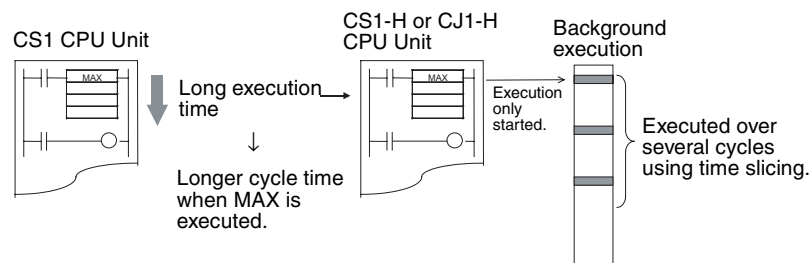 CS1 CPU Unit
MAX
Long execution
time
↓
Longer cycle time
when MAX is
executed.
CS1-H or CJ1-H
CPU Unit
MAX
Execution
only
started.
Background
execution
Executed over
several cycles
using time slicing.